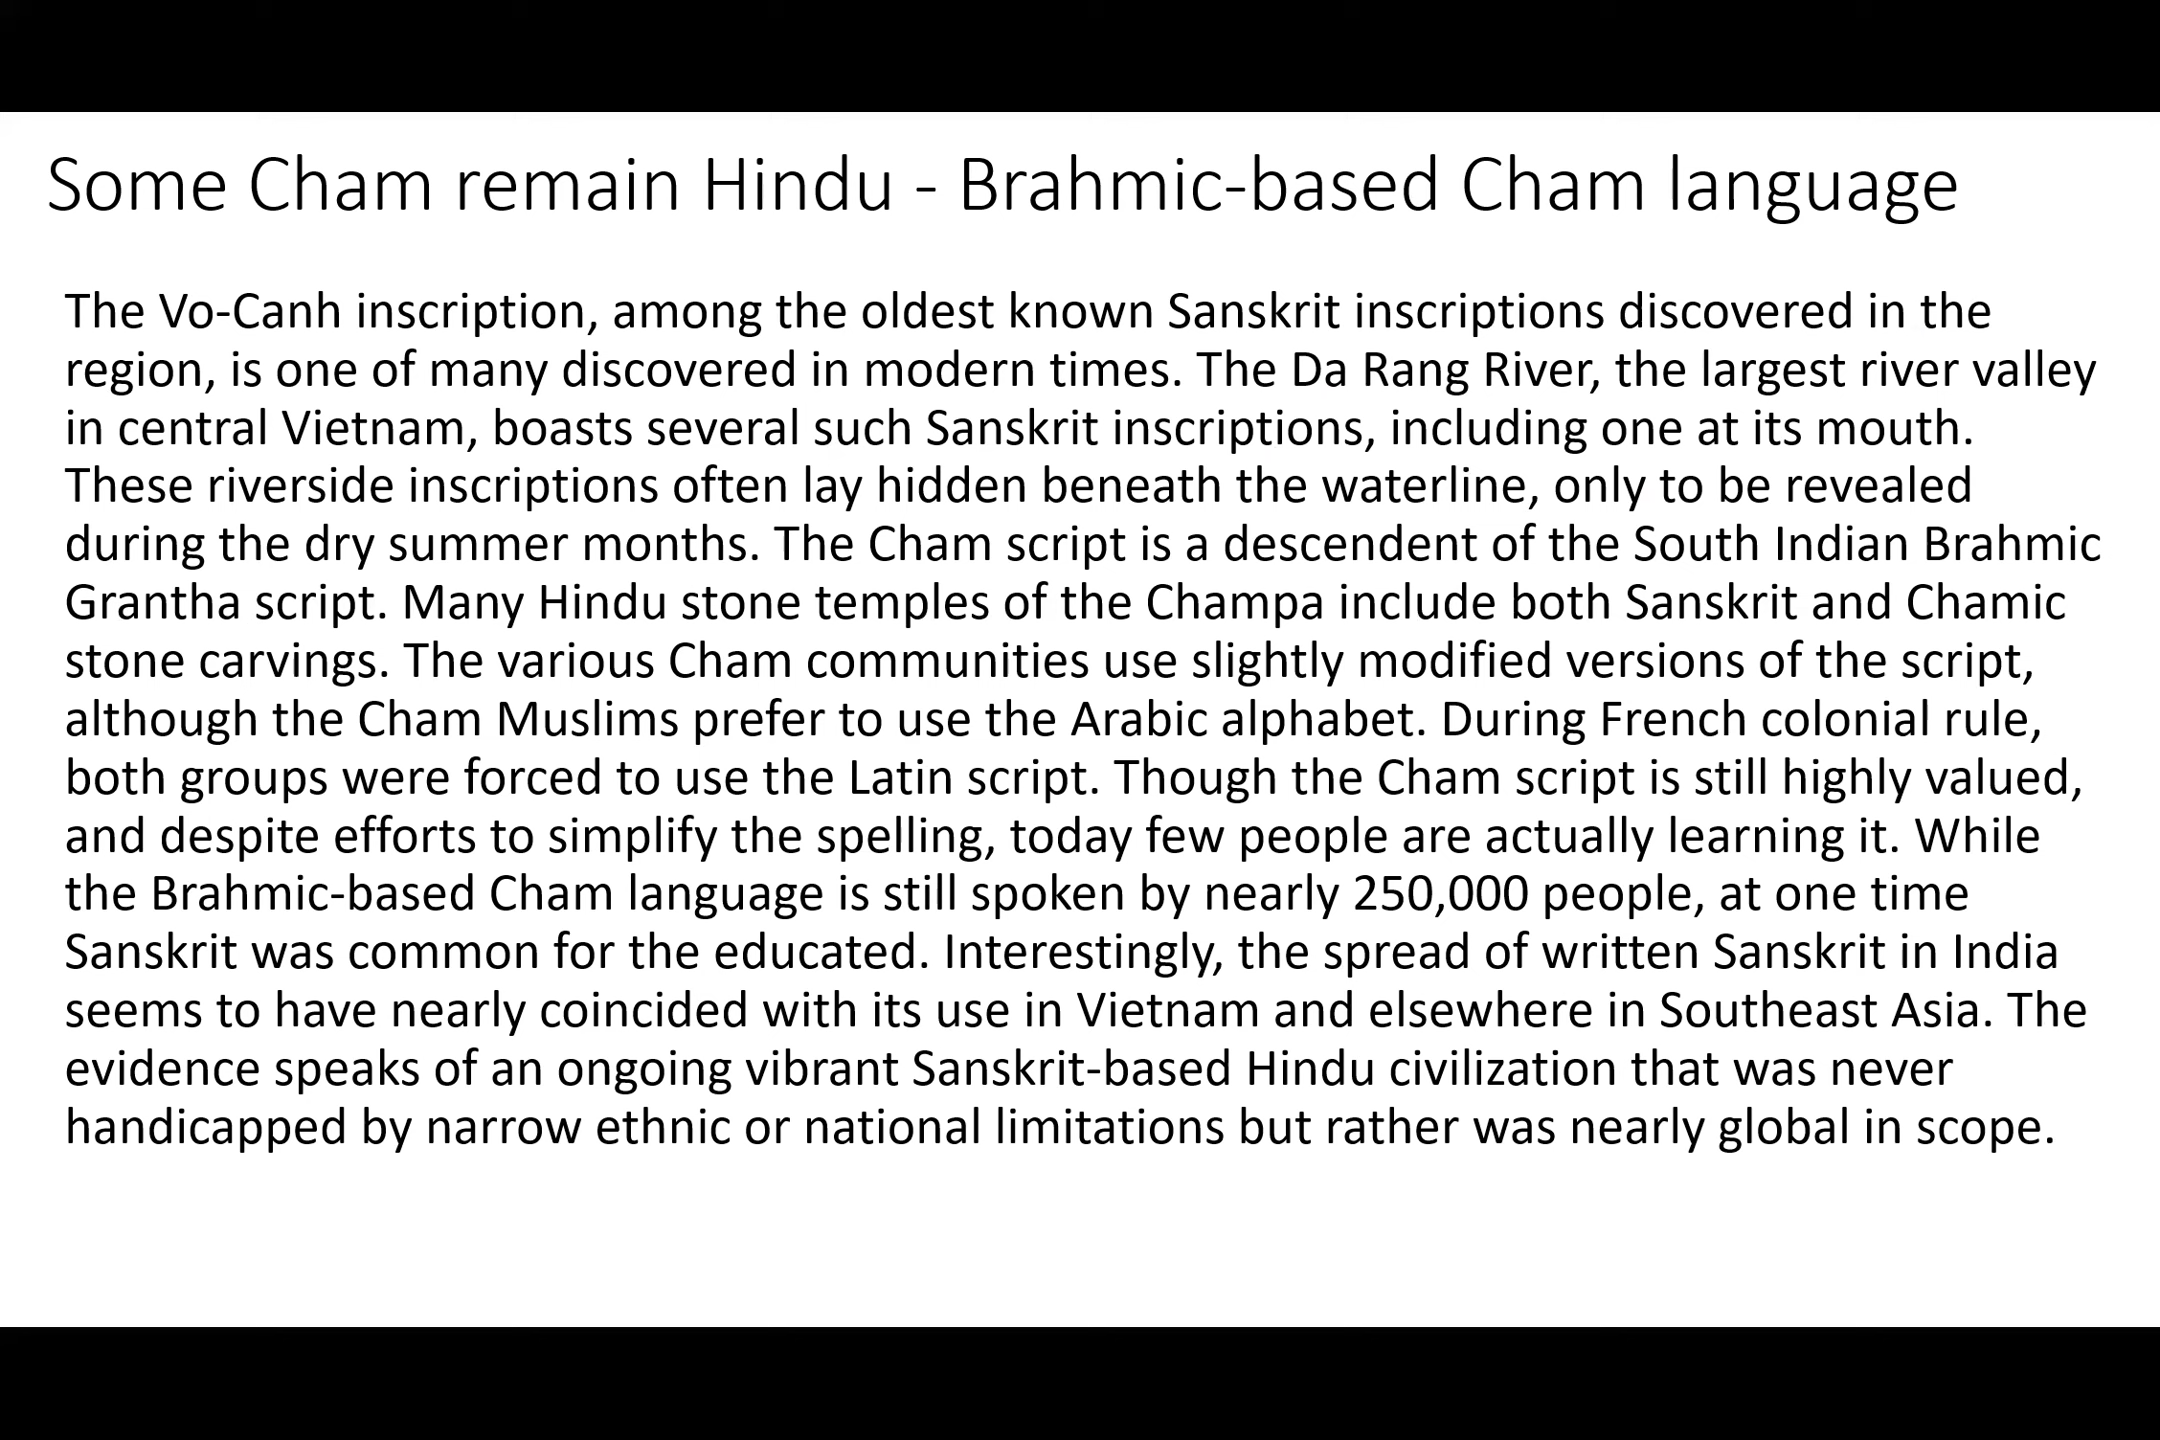 Some Cham remain Hindu - Brahmic-based Cham language
The Vo-Canh inscription, among the oldest known Sanskrit inscriptions discovered in the
region, is one of many discovered in modern times. The Da Rang River, the largest river valley
in central Vietnam, boasts several such Sanskrit inscriptions, including one at its mouth.
These riverside inscriptions often lay hidden beneath the waterline, only to be revealed
during the dry summer months. The Cham script is a descendent of the South Indian Brahmic
Grantha script. Many Hindu stone temples of the Champa include both Sanskrit and Chamic
stone carvings. The various Cham communities use slightly modified versions of the script,
although the Cham Muslims prefer to use the Arabic alphabet. During French colonial rule,
both groups were forced to use the Latin script. Though the Cham script is still highly valued,
and despite efforts to simplify the spelling, today few people are actually learning it. While
the Brahmic-based Cham language is still spoken by nearly 250,000 people, at one time
Sanskrit was common for the educated. Interestingly, the spread of written Sanskrit in India
seems to have nearly coincided with its use in Vietnam and elsewhere in Southeast Asia. The
evidence speaks of an ongoing vibrant Sanskrit-based Hindu civilization that was never
handicapped by narrow ethnic or national limitations but rather was nearly global in scope.